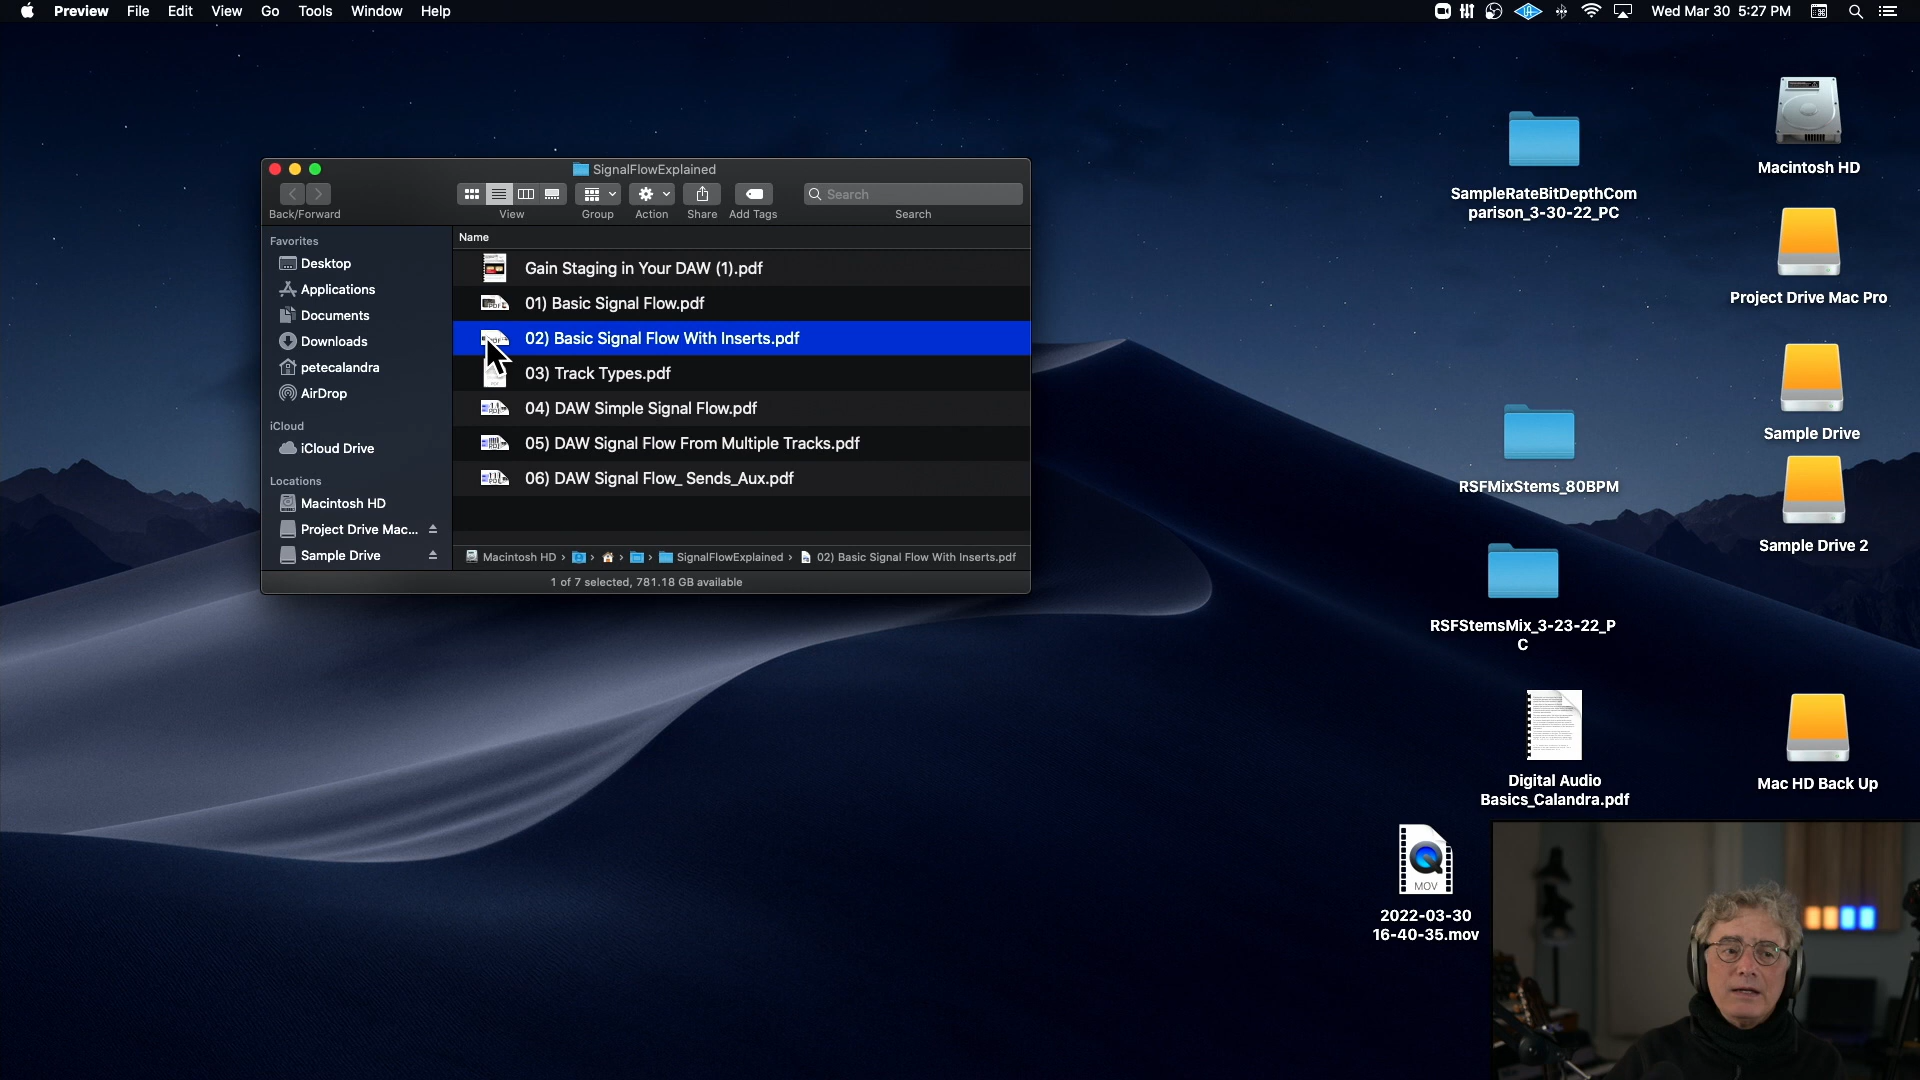 Preview File Edit View Go Tools Window Help
Wed Mar 30 5:27 PM
SignalFlowExplained
Search
Back/Forward
View
Group
Action
Share
Add Tags
Search
Favorites
Desktop
Applications
Documents
Downloads
petecalandra
AirDrop
iCloud
iCloud Drive
Locations
Macintosh HD
Project Drive Mac...
Sample Drive
Name
Gain Staging in Your DAW (1).pdf
01) Basic Signal Flow.pdf
02) Basic Signal Flow With Inserts.pdf
03) Track Types.pdf
04) DAW Simple Signal Flow.pdf
05) DAW Signal Flow From Multiple Tracks.pdf
06) DAW Signal Flow_ Sends_Aux.pdf
Macintosh HD › › › › SignalFlowExplained › 02) Basic Signal Flow With Inserts.pdf
1 of 7 selected, 781.18 GB available
SampleRateBitDepthCom
parison_3-30-22_PC
RSFMixStems_80BPM
RSFStemsMix_3-23-22_P
C
Digital Audio
Basics_Calandra.pdf
MOV
2022-03-30
16-40-35.mov
Macintosh HD
Project Drive Mac Pro
Sample Drive
Sample Drive 2
Mac HD Back Up